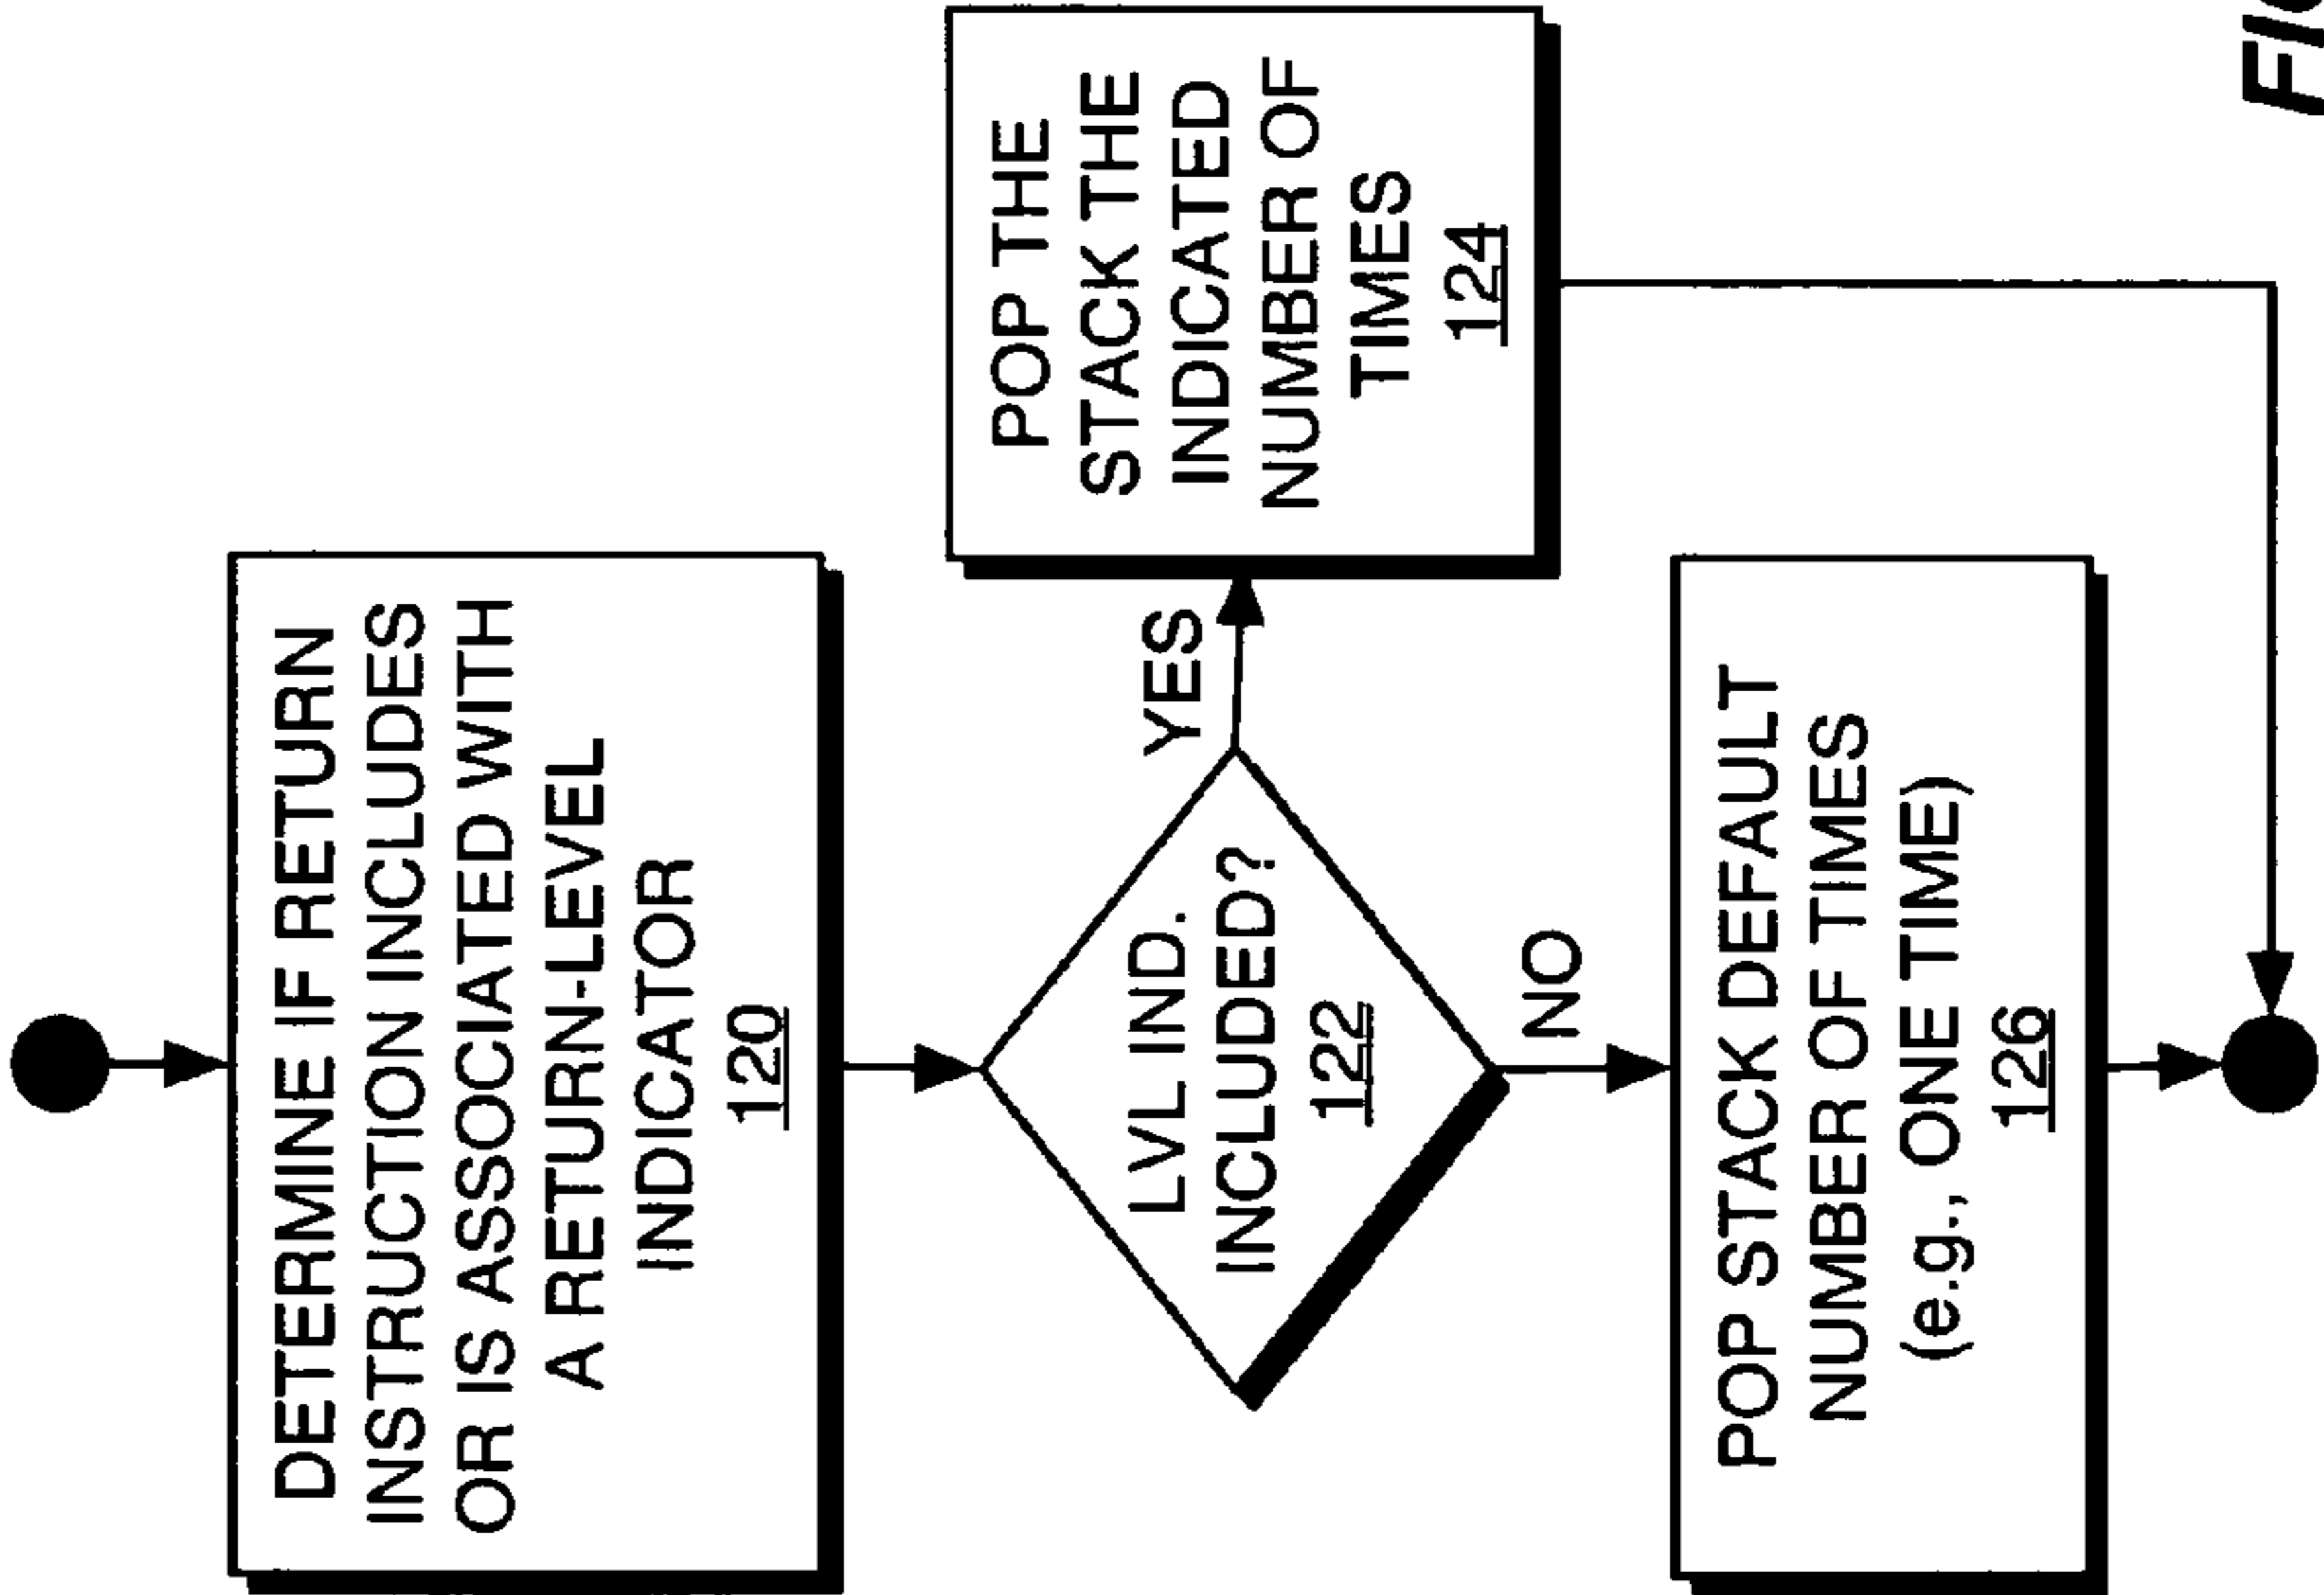 DETERMINE IF RETURN
INSTRUCTION INCLUDES
OR IS ASSOCIATED WITH
A RETURN-LEVEL
INDICATOR
120
LVL IND.
INCLUDED?
122
YES
POP THE
STACK THE
INDICATED
NUMBER OF
TIMES
124
NO
POP STACK DEFAULT
NUMBER OF TIMES
(e.g., ONE TIME)
126